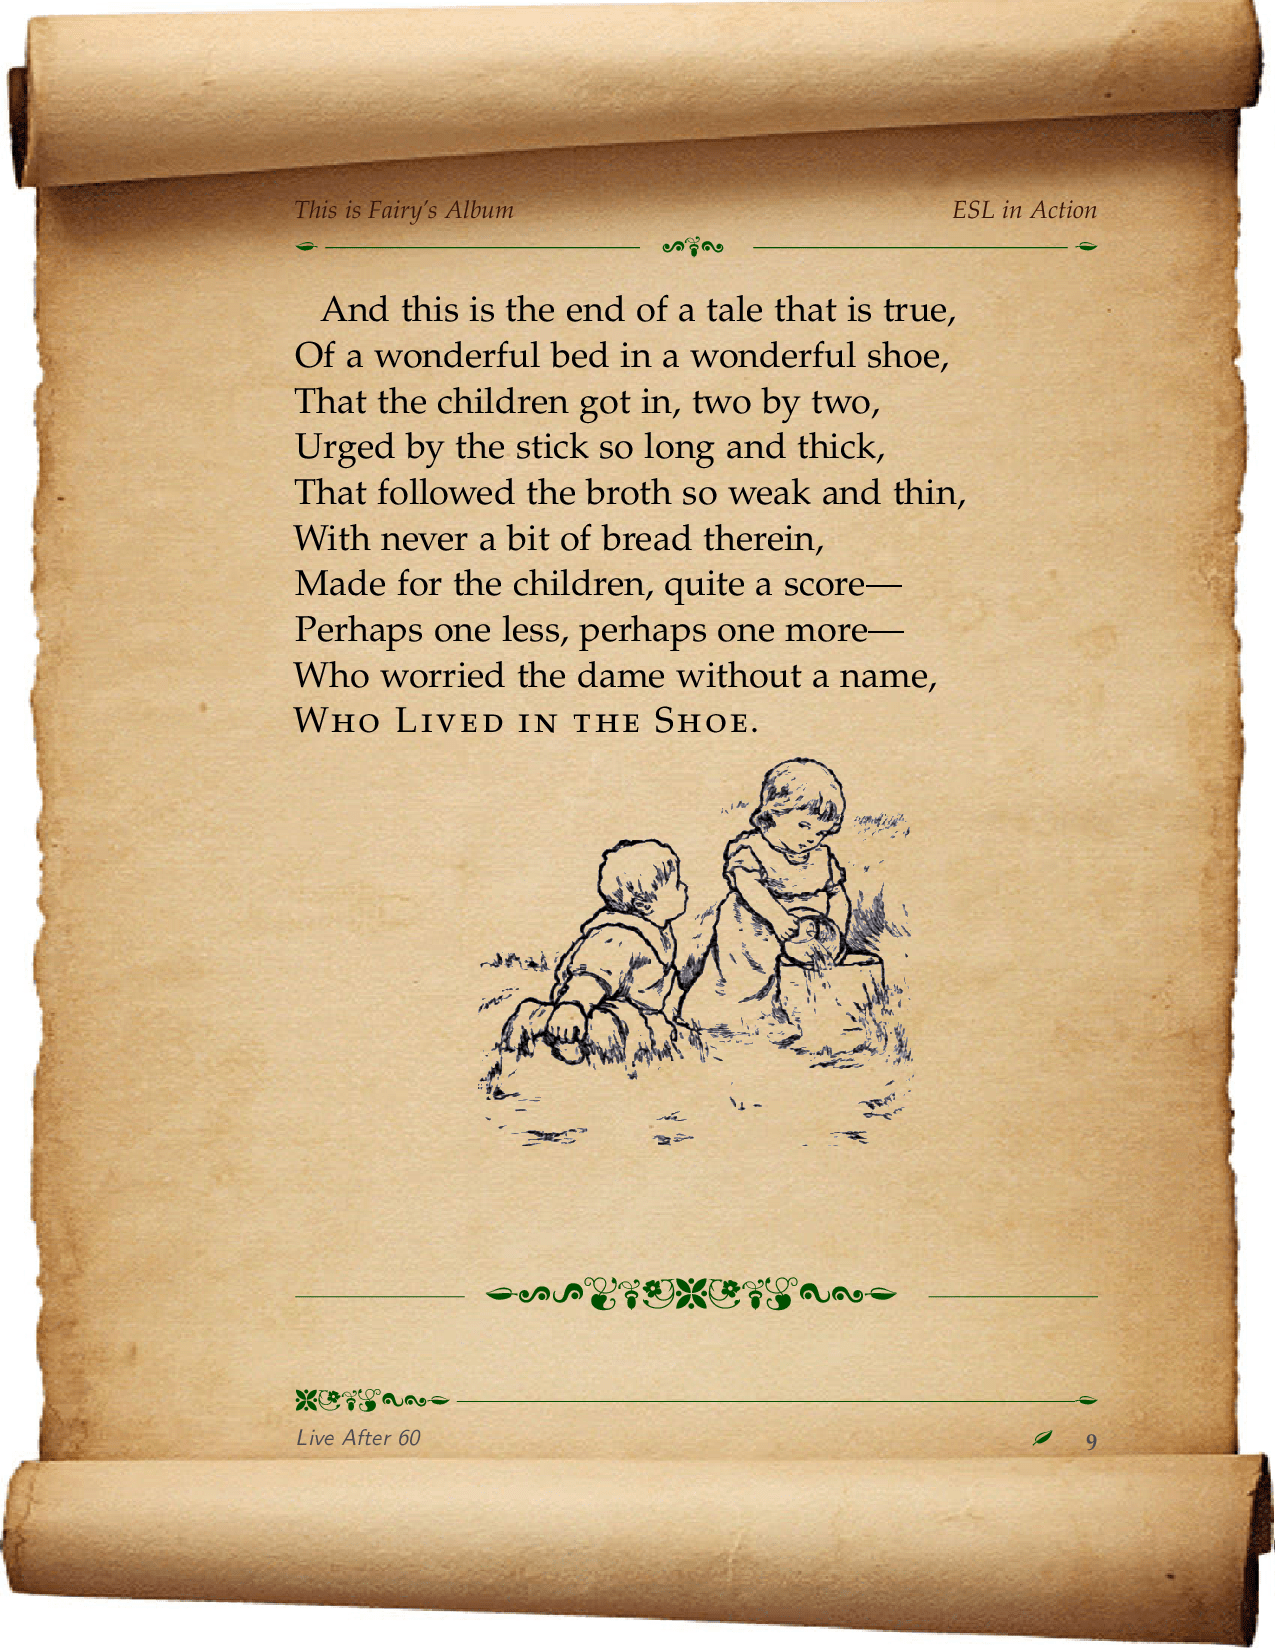 This is Fairy's Album ESL in Action
And this is the end of a tale that is true,
Of a wonderful bed in a wonderful shoe,
That the children got in, two by two,
Urged by the stick so long and thick,
That followed the broth so weak and thin,
With never a bit of bread therein,
Made for the children, quite a score—
Perhaps one less, perhaps one more—
Who worried the dame without a name,
Who Lived in the Shoe.
Live After 60 9